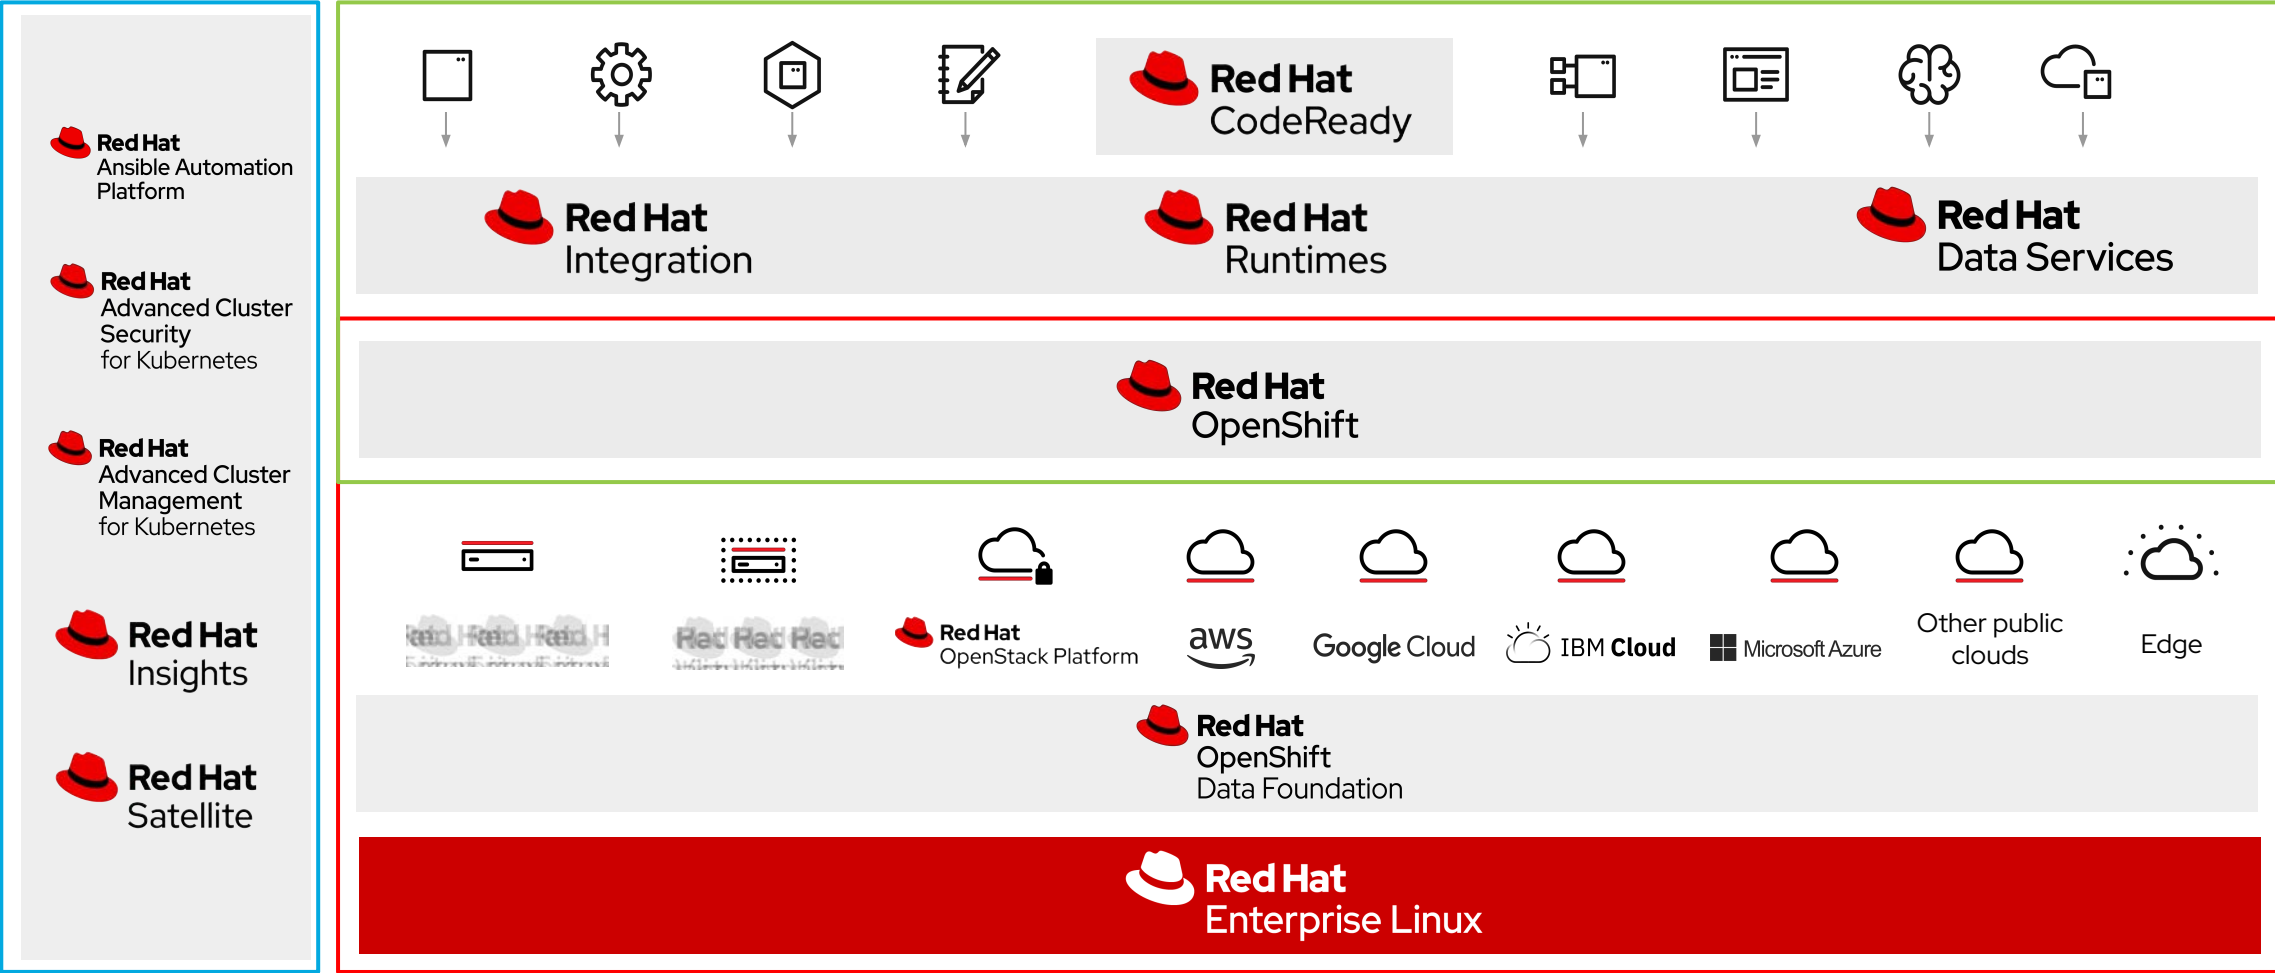 Red Hat
Ansible Automation
Platform
Red Hat
Advanced Cluster
Security
for Kubernetes
Red Hat
Advanced Cluster
Management
for Kubernetes
Red Hat
Insights
Red Hat
Satellite
Red Hat
CodeReady
Red Hat
Integration
Red Hat
Runtimes
Red Hat
Data Services
Red Hat
OpenShift
Red Hat
OpenStack Platform
aws
Google Cloud
IBM Cloud
Microsoft Azure
Other public
clouds
Edge
Red Hat
OpenShift
Data Foundation
Red Hat
Enterprise Linux